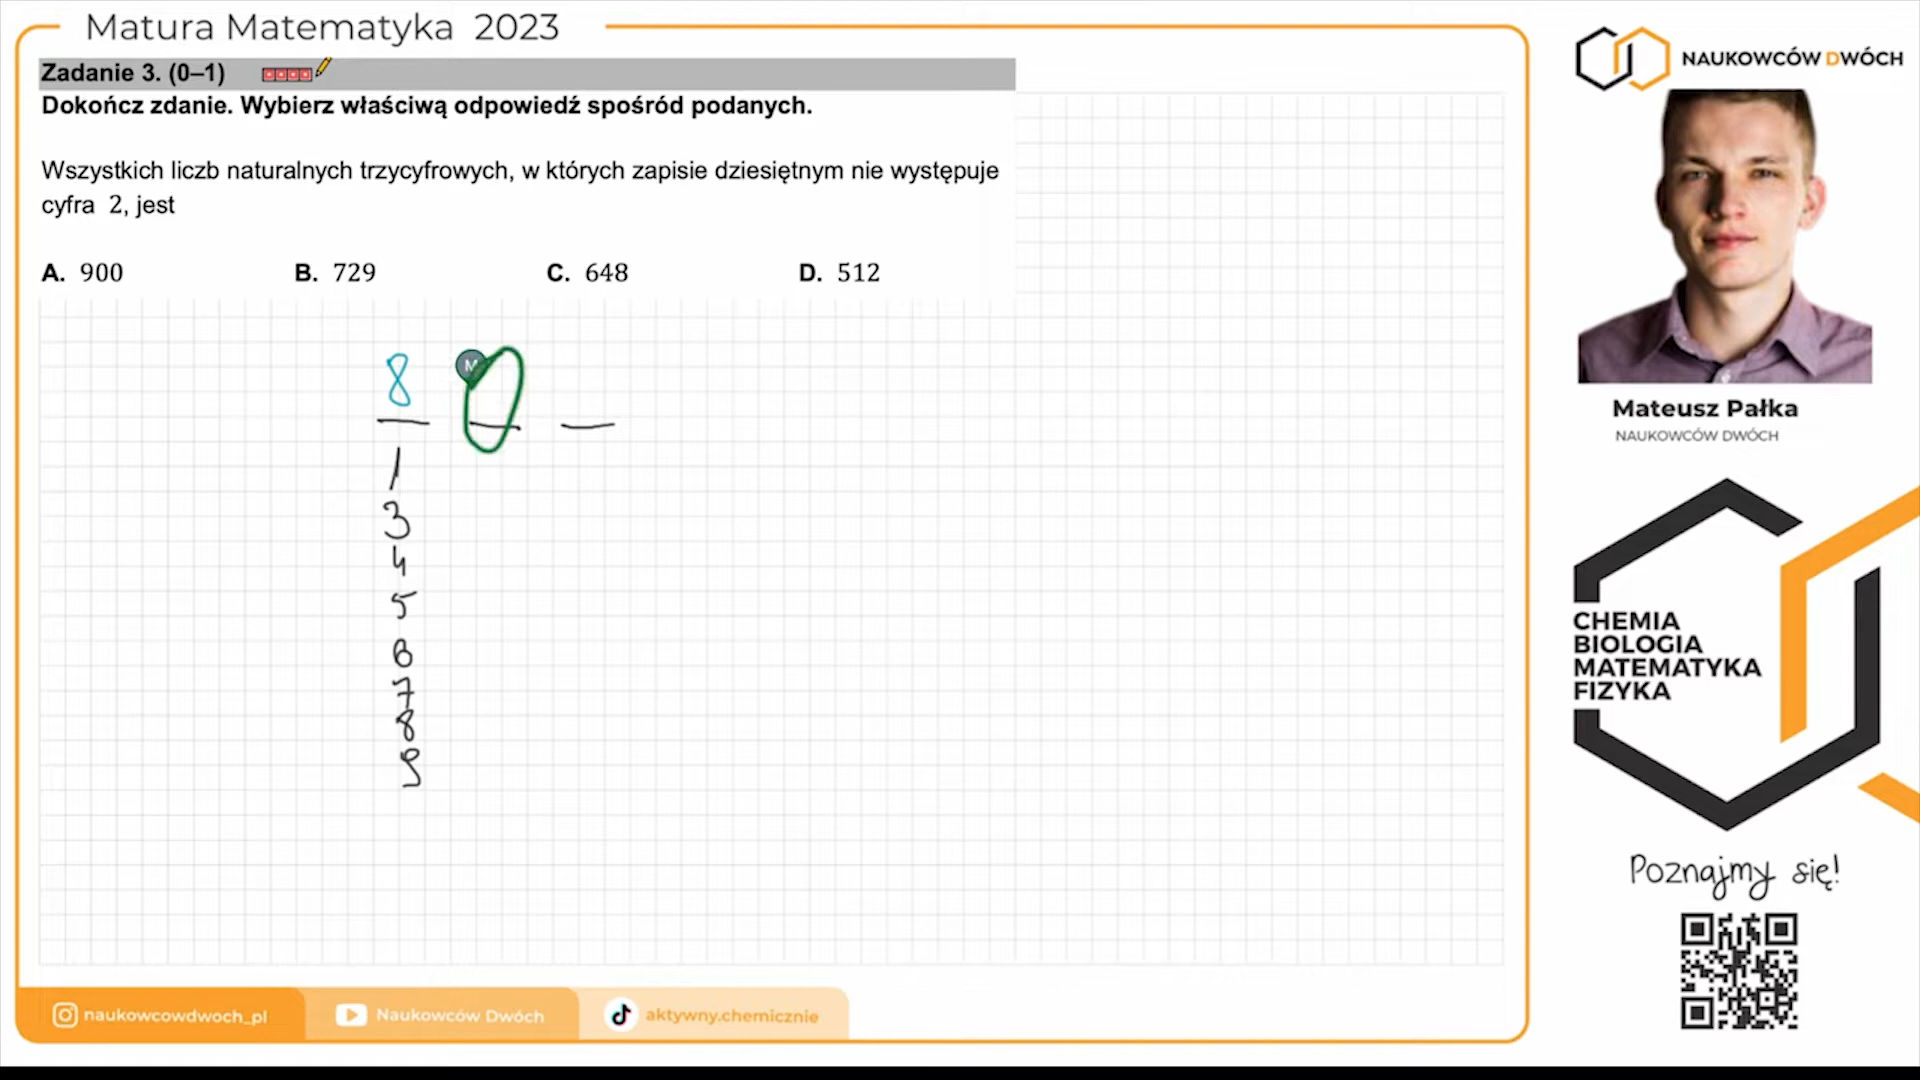 Matura Matematyka 2023
Zadanie 3. (0–1)
Dokończ zdanie. Wybierz właściwą odpowiedź spośród podanych.
Wszystkich liczb naturalnych trzycyfrowych, w których zapisie dziesiętnym nie występuje
cyfra 2, jest
A. 900 B. 729 C. 648 D. 512
8
M
1
3
4
5
6
7
8
9
naukowcowdwoch_pl
Naukowców Dwóch
aktywny.chemicznie
NAUKOWCÓW DWÓCH
Mateusz Pałka
NAUKOWCÓW DWÓCH
CHEMIA
BIOLOGIA
MATEMATYKA
FIZYKA
Poznajmy się!